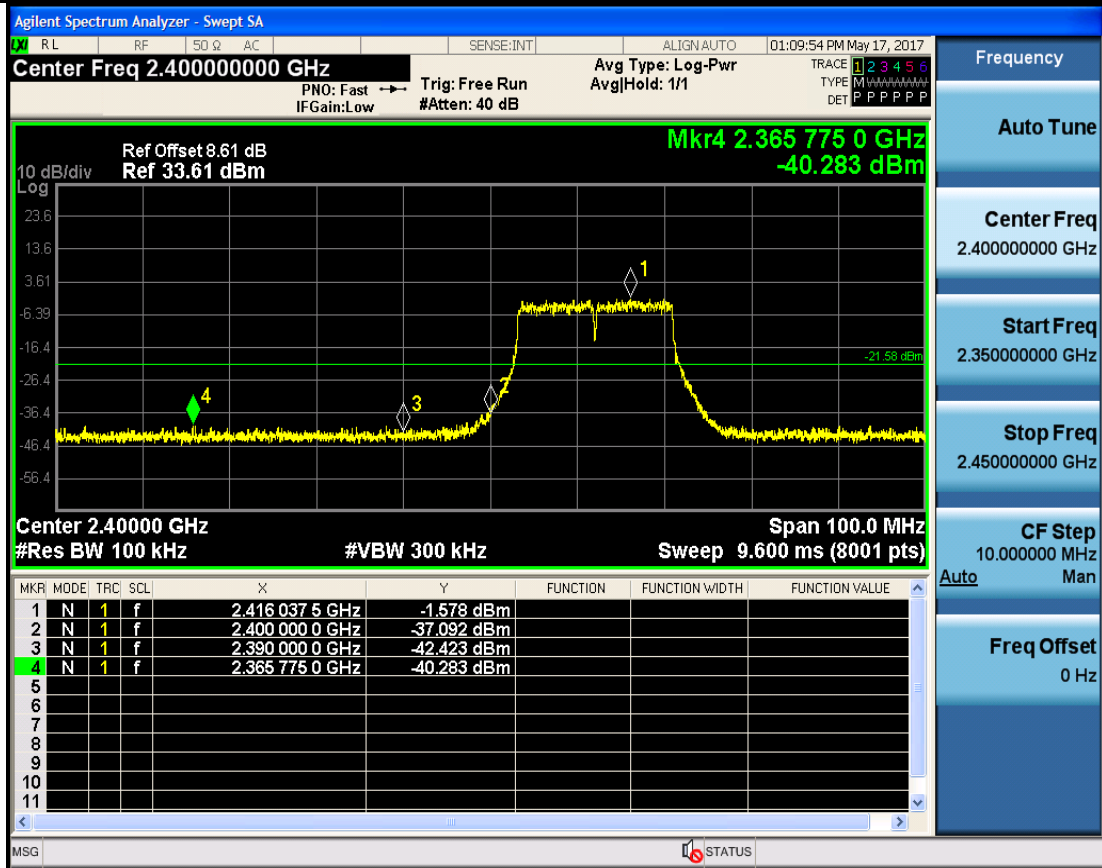 Agilent Spectrum Analyzer - Swept SA
LXI RL RF 50 Ω AC SENSE:INT ALIGN AUTO 01:09:54 PM May 17, 2017
Center Freq 2.400000000 GHz
PNO: Fast
IFGain:Low
Trig: Free Run
#Atten: 40 dB
Avg Type: Log-Pwr
Avg|Hold: 1/1
TRACE 1 2 3 4 5 6
TYPE M
DET P P P P P P
Mkr4 2.365 775 0 GHz
-40.283 dBm
Ref Offset 8.61 dB
10 dB/div Ref 33.61 dBm
Log
23.6
13.6
3.61
-6.39
-16.4
-26.4
-36.4
-46.4
-56.4
1
2
3
4
-21.58 dBm
Center 2.40000 GHz Span 100.0 MHz
#Res BW 100 kHz #VBW 300 kHz Sweep 9.600 ms (8001 pts)
MKR MODE TRC SCL X Y FUNCTION FUNCTION WIDTH FUNCTION VALUE
1 N 1 f 2.416 037 5 GHz -1.578 dBm
2 N 1 f 2.400 000 0 GHz -37.092 dBm
3 N 1 f 2.390 000 0 GHz -42.423 dBm
4 N 1 f 2.365 775 0 GHz -40.283 dBm
5
6
7
8
9
10
11
MSG STATUS
Frequency
Auto Tune
Center Freq
2.400000000 GHz
Start Freq
2.350000000 GHz
Stop Freq
2.450000000 GHz
CF Step
10.000000 MHz
Auto Man
Freq Offset
0 Hz